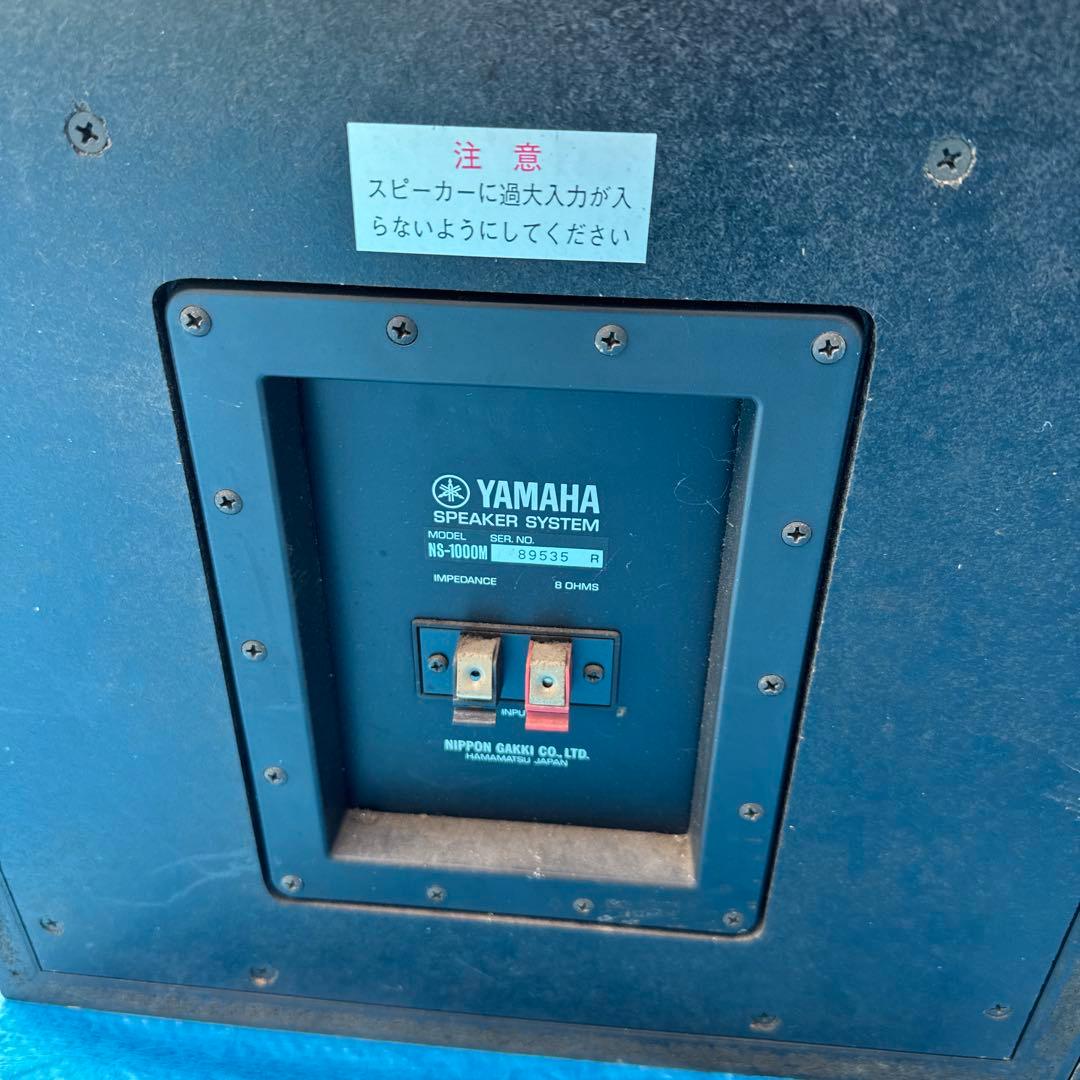 注 意
スピーカーに過大入力が入
らないようにしてください
YAMAHA
SPEAKER SYSTEM
MODEL SER. NO.
NS-1000M 89535 R
IMPEDANCE 8 OHMS
INPU
NIPPON GAKKI CO., LTD.
HAMAMATSU JAPAN